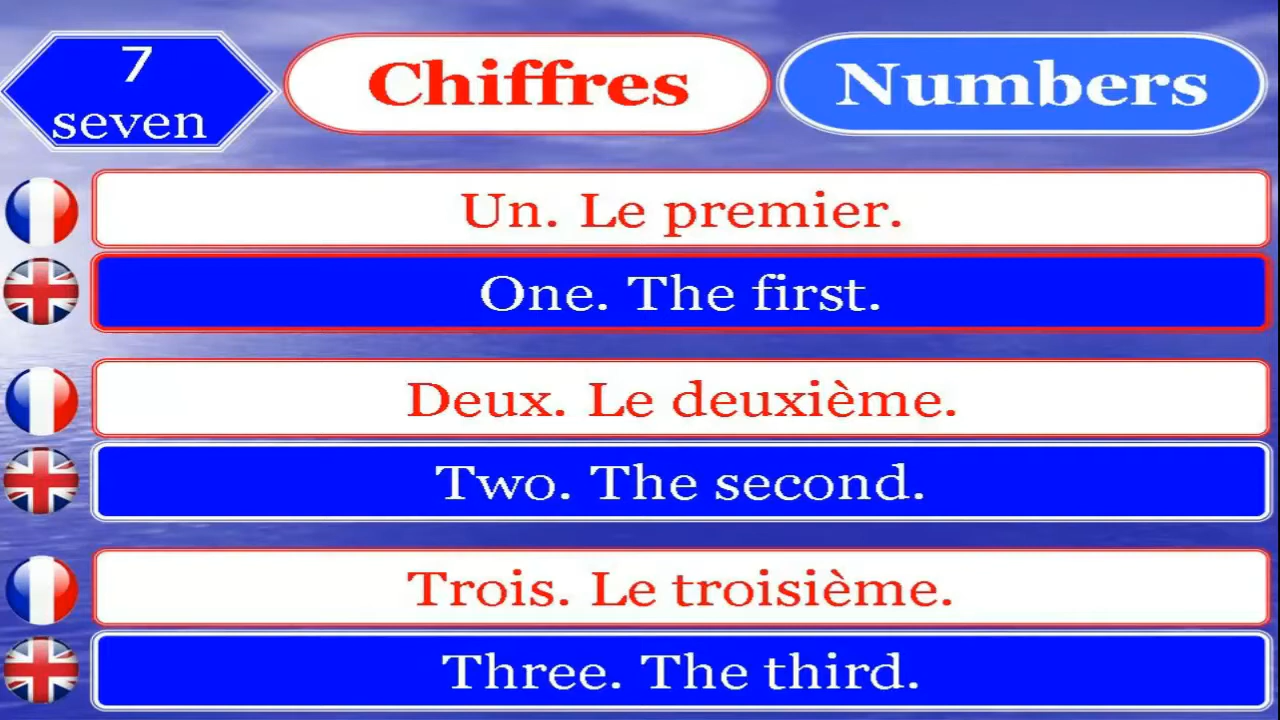 7
seven
Chiffres
Numbers
Un. Le premier.
One. The first.
Deux. Le deuxième.
Two. The second.
Trois. Le troisième.
Three. The third.